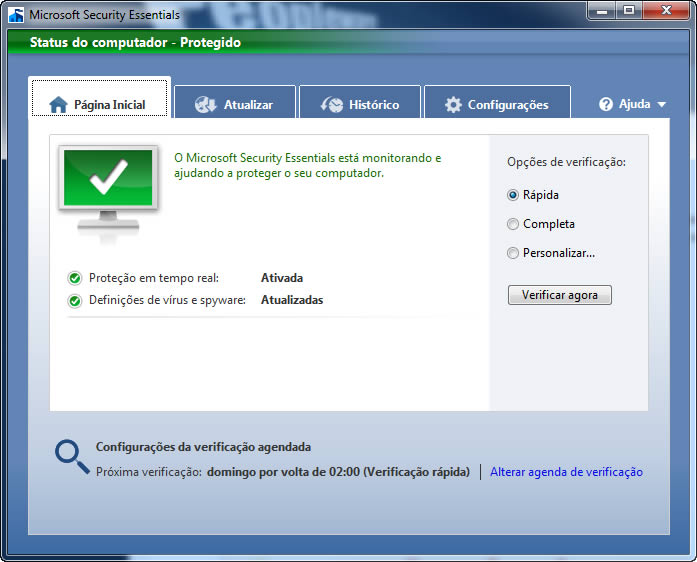 Microsoft Security Essentials
Status do computador - Protegido
Página Inicial
Atualizar
Histórico
Configurações
Ajuda
O Microsoft Security Essentials está monitorando e
ajudando a proteger o seu computador.
Proteção em tempo real: Ativada
Definições de vírus e spyware: Atualizadas
Opções de verificação:
Rápida
Completa
Personalizar...
Verificar agora
Configurações da verificação agendada
Próxima verificação: domingo por volta de 02:00 (Verificação rápida) | Alterar agenda de verificação